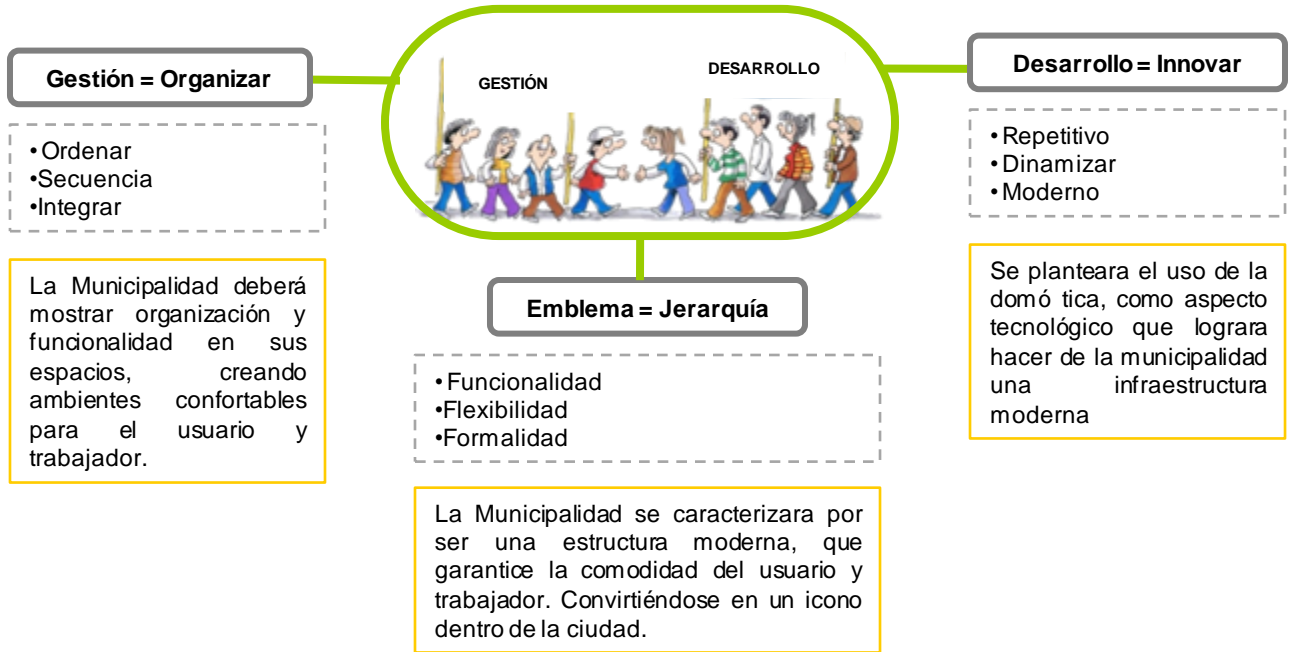 Gestión = Organizar
• Ordenar
•Secuencia
•Integrar
La Municipalidad deberá
mostrar organización y
funcionalidad en sus
espacios, creando
ambientes confortables
para el usuario y
trabajador.
GESTIÓN
DESARROLLO
Emblema = Jerarquía
• Funcionalidad
•Flexibilidad
•Formalidad
La Municipalidad se caracterizara por
ser una estructura moderna, que
garantice la comodidad del usuario y
trabajador. Convirtiéndose en un icono
dentro de la ciudad.
Desarrollo = Innovar
• Repetitivo
• Dinamizar
• Moderno
Se planteara el uso de la
domó tica, como aspecto
tecnológico que lograra
hacer de la municipalidad
una infraestructura
moderna